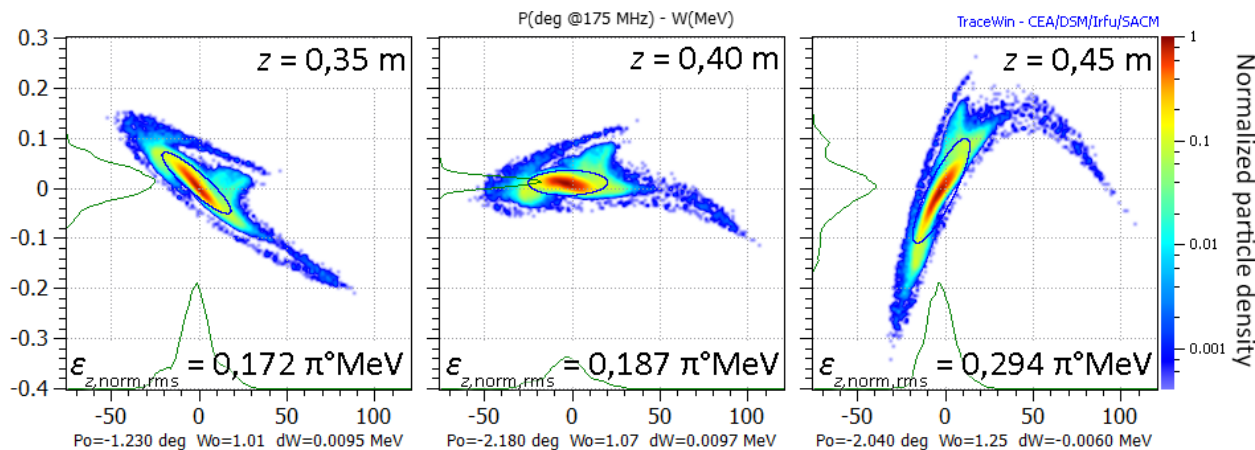 P(deg @175 MHz) - W(MeV)
TraceWin - CEA/DSM/Irfu/SACM
z = 0,35 m
z = 0,40 m
z = 0,45 m
0.3
0.2
0.1
0
-0.1
-0.2
-0.3
-0.4
εz,norm,rms = 0,172 π°MeV
εz,norm,rms = 0,187 π°MeV
εz,norm,rms = 0,294 π°MeV
-50 0 50 100
-50 0 50 100
-50 0 50 100
Po=-1.230 deg Wo=1.01 dW=0.0095 MeV
Po=-2.180 deg Wo=1.07 dW=0.0097 MeV
Po=-2.040 deg Wo=1.25 dW=-0.0060 MeV
1
0.1
0.01
0.001
Normalized particle density